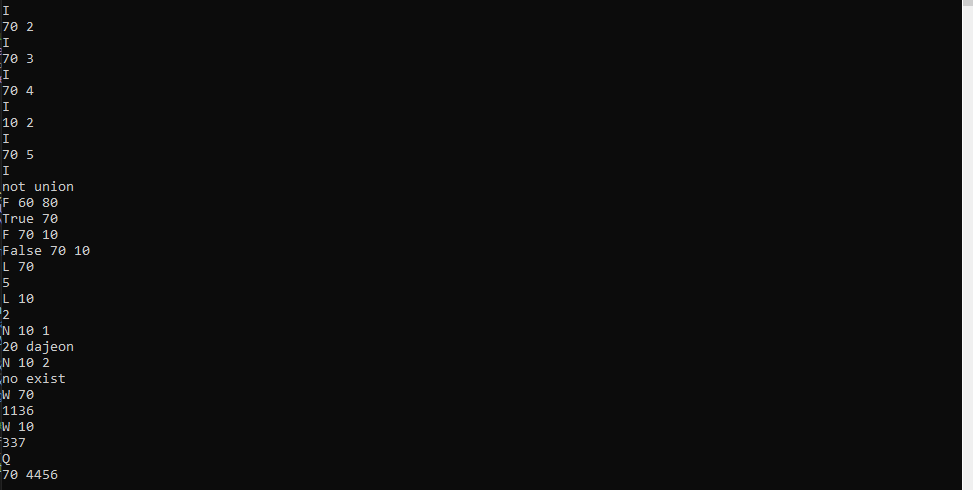 I
70 2
I
70 3
I
70 4
I
10 2
I
70 5
I
not union
F 60 80
True 70
F 70 10
False 70 10
L 70
5
L 10
2
N 10 1
20 dajeon
N 10 2
no exist
W 70
1136
W 10
337
Q
70 4456